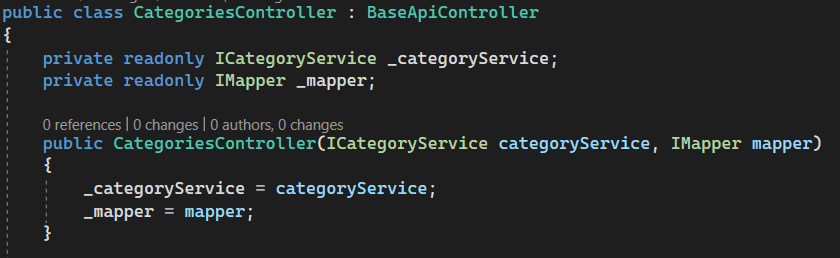 public class CategoriesController : BaseApiController
{
private readonly ICategoryService _categoryService;
private readonly IMapper _mapper;
0 references | 0 changes | 0 authors, 0 changes
public CategoriesController(ICategoryService categoryService, IMapper mapper)
{
_categoryService = categoryService;
_mapper = mapper;
}